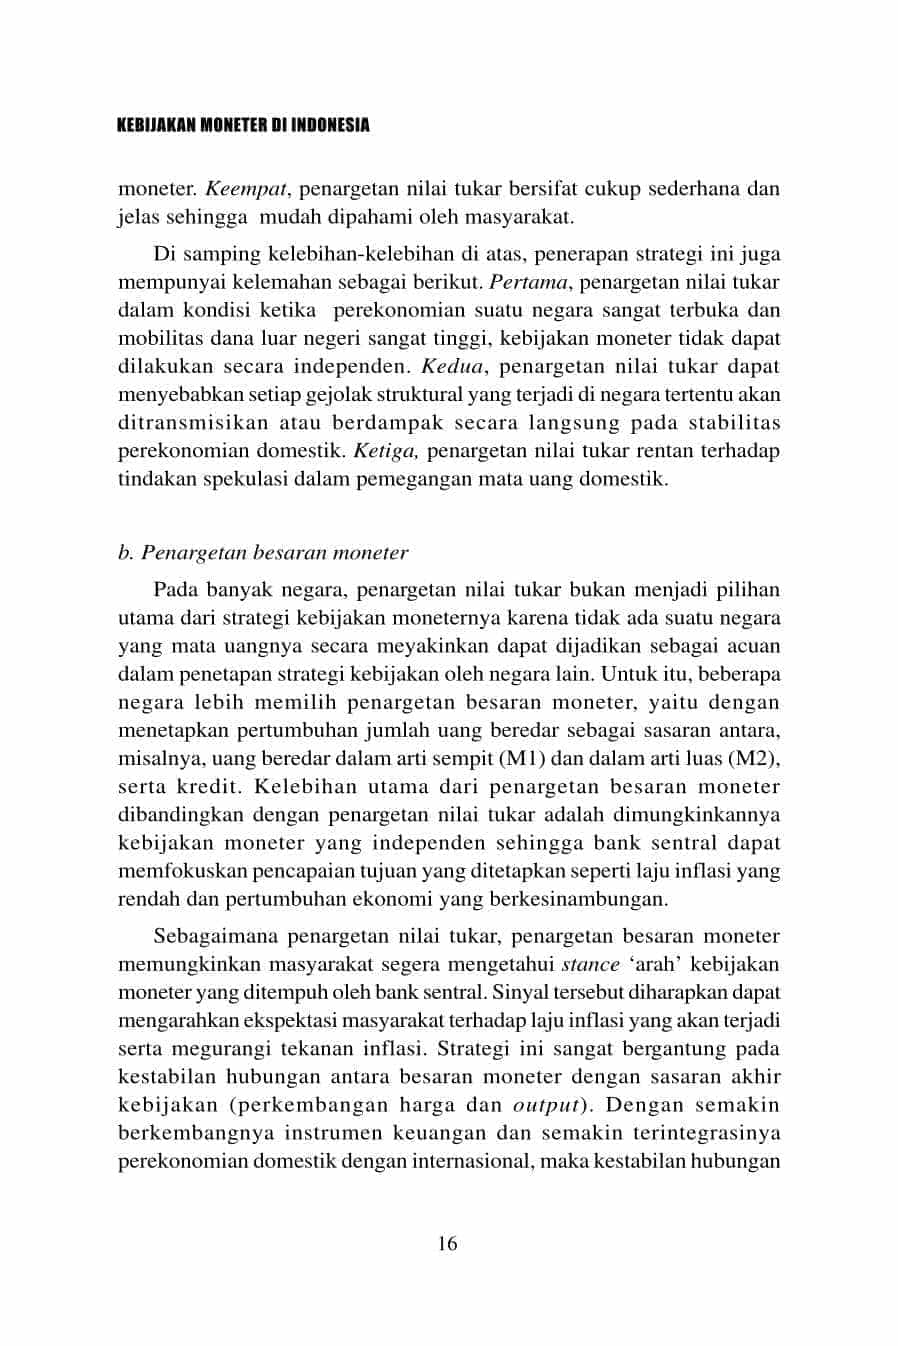 KEBIJAKAN MONETER DI INDONESIA
moneter. Keempat, penargetan nilai tukar bersifat cukup sederhana dan
jelas sehingga mudah dipahami oleh masyarakat.
Di samping kelebihan-kelebihan di atas, penerapan strategi ini juga
mempunyai kelemahan sebagai berikut. Pertama, penargetan nilai tukar
dalam kondisi ketika perekonomian suatu negara sangat terbuka dan
mobilitas dana luar negeri sangat tinggi, kebijakan moneter tidak dapat
dilakukan secara independen. Kedua, penargetan nilai tukar dapat
menyebabkan setiap gejolak struktural yang terjadi di negara tertentu akan
ditransmisikan atau berdampak secara langsung pada stabilitas
perekonomian domestik. Ketiga, penargetan nilai tukar rentan terhadap
tindakan spekulasi dalam pemegangan mata uang domestik.
b. Penargetan besaran moneter
Pada banyak negara, penargetan nilai tukar bukan menjadi pilihan
utama dari strategi kebijakan moneternya karena tidak ada suatu negara
yang mata uangnya secara meyakinkan dapat dijadikan sebagai acuan
dalam penetapan strategi kebijakan oleh negara lain. Untuk itu, beberapa
negara lebih memilih penargetan besaran moneter, yaitu dengan
menetapkan pertumbuhan jumlah uang beredar sebagai sasaran antara,
misalnya, uang beredar dalam arti sempit (M1) dan dalam arti luas (M2),
serta kredit. Kelebihan utama dari penargetan besaran moneter
dibandingkan dengan penargetan nilai tukar adalah dimungkinkannya
kebijakan moneter yang independen sehingga bank sentral dapat
memfokuskan pencapaian tujuan yang ditetapkan seperti laju inflasi yang
rendah dan pertumbuhan ekonomi yang berkesinambungan.
Sebagaimana penargetan nilai tukar, penargetan besaran moneter
memungkinkan masyarakat segera mengetahui stance ‘arah’ kebijakan
moneter yang ditempuh oleh bank sentral. Sinyal tersebut diharapkan dapat
mengarahkan ekspektasi masyarakat terhadap laju inflasi yang akan terjadi
serta megurangi tekanan inflasi. Strategi ini sangat bergantung pada
kestabilan hubungan antara besaran moneter dengan sasaran akhir
kebijakan (perkembangan harga dan output). Dengan semakin
berkembangnya instrumen keuangan dan semakin terintegrasinya
perekonomian domestik dengan internasional, maka kestabilan hubungan
16